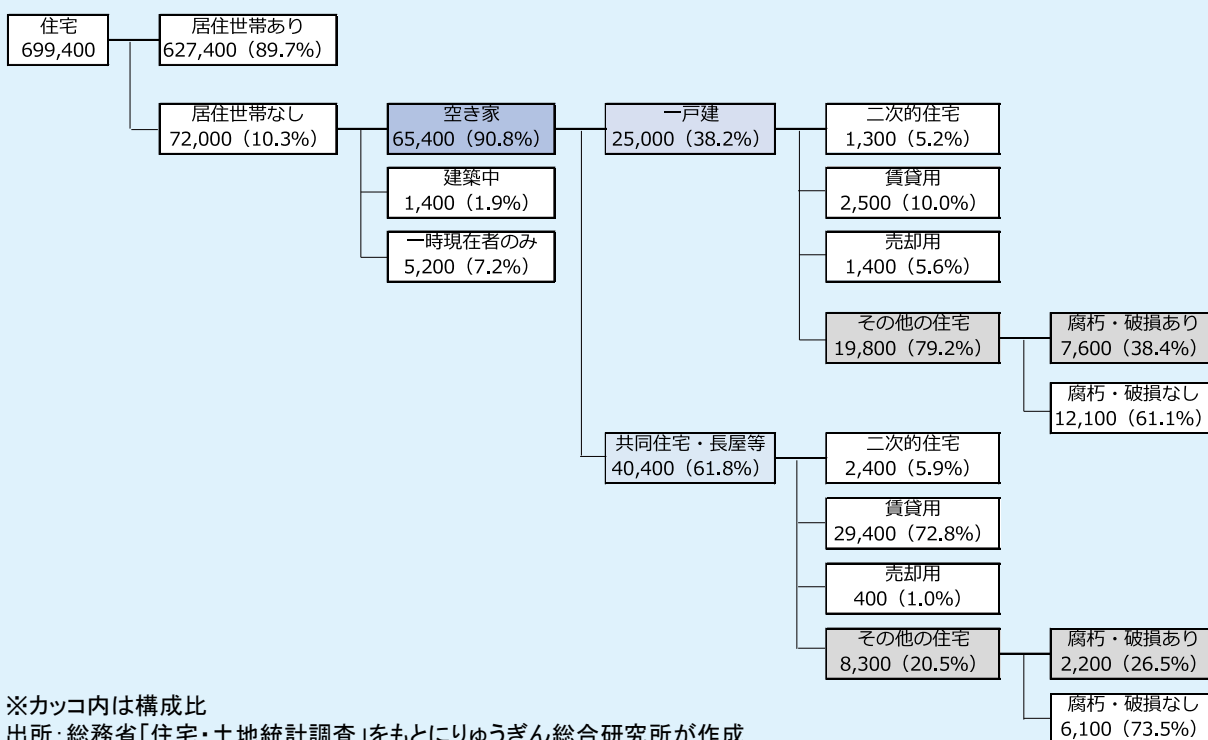 住宅
699,400
居住世帯あり
627,400（89.7%）
居住世帯なし
72,000（10.3%）
空き家
65,400（90.8%）
建築中
1,400（1.9%）
一時現在者のみ
5,200（7.2%）
一戸建
25,000（38.2%）
二次的住宅
1,300（5.2%）
賃貸用
2,500（10.0%）
売却用
1,400（5.6%）
その他の住宅
19,800（79.2%）
腐朽・破損あり
7,600（38.4%）
腐朽・破損なし
12,100（61.1%）
共同住宅・長屋等
40,400（61.8%）
二次的住宅
2,400（5.9%）
賃貸用
29,400（72.8%）
売却用
400（1.0%）
その他の住宅
8,300（20.5%）
腐朽・破損あり
2,200（26.5%）
腐朽・破損なし
6,100（73.5%）
※カッコ内は構成比
出所：総務省「住宅・土地統計調査」をもとにりゅうぎん総合研究所が作成